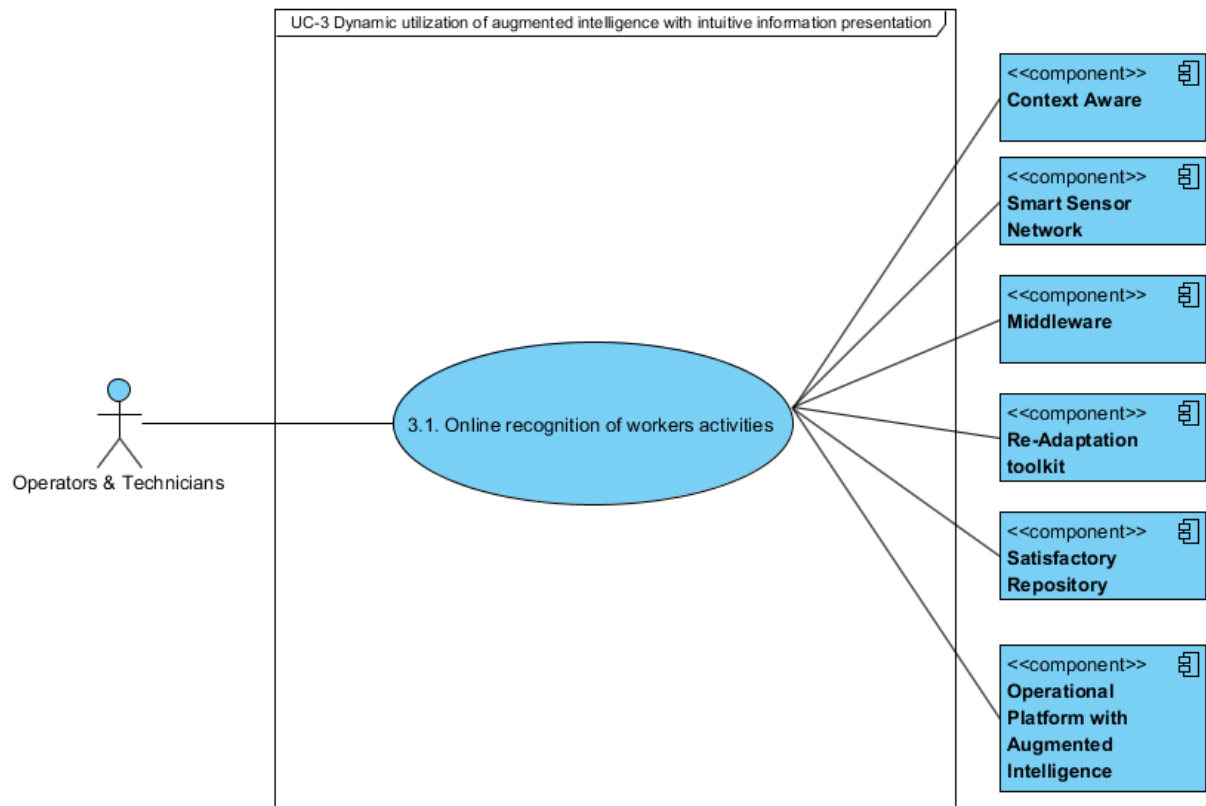 UC-3 Dynamic utilization of augmented intelligence with intuitive information presentation
<<component>>
Context Aware
<<component>>
Smart Sensor
Network
<<component>>
Middleware
3.1. Online recognition of workers activities
Operators & Technicians
<<component>>
Re-Adaptation
toolkit
<<component>>
Satisfactory
Repository
<<component>>
Operational
Platform with
Augmented
Intelligence